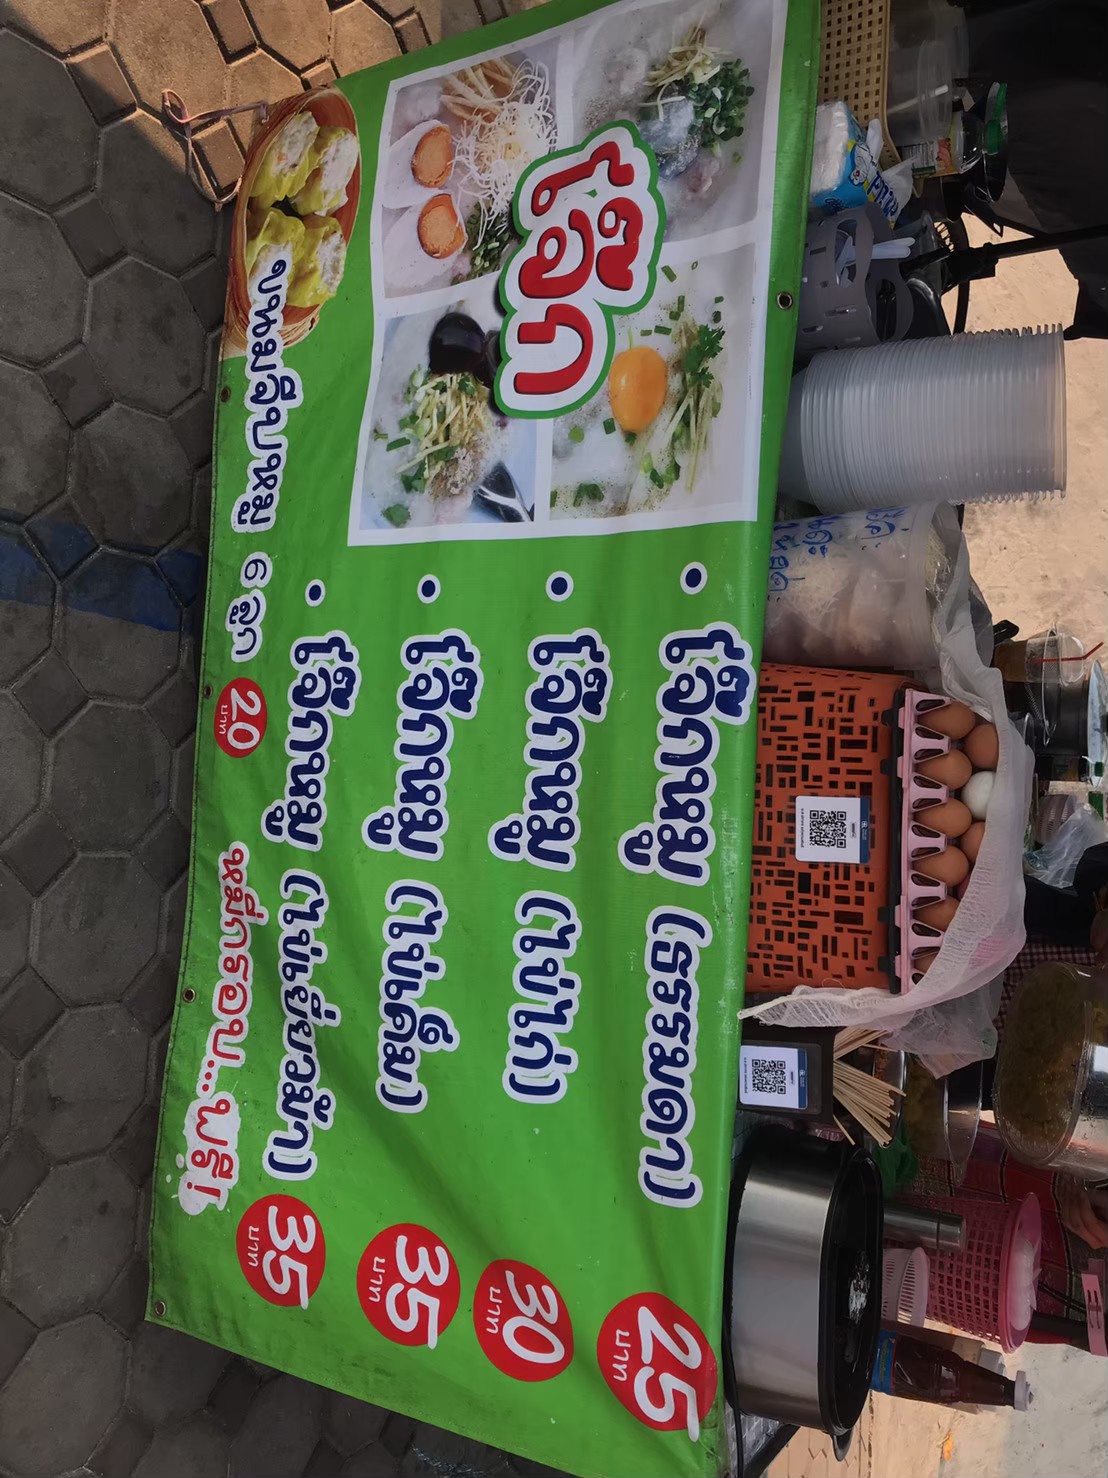 โจ๊ก
• โจ๊กหมู (ธรรมดา) 25 บาท
• โจ๊กหมู (ไข่ไก่) 30 บาท
• โจ๊กหมู (ไข่เค็ม) 35 บาท
• โจ๊กหมู (ไข่เยี่ยวม้า) 35 บาท
ขนมจีบหมู 6 ลูก 20 บาท
หมี่กรอบ...ฟรี!